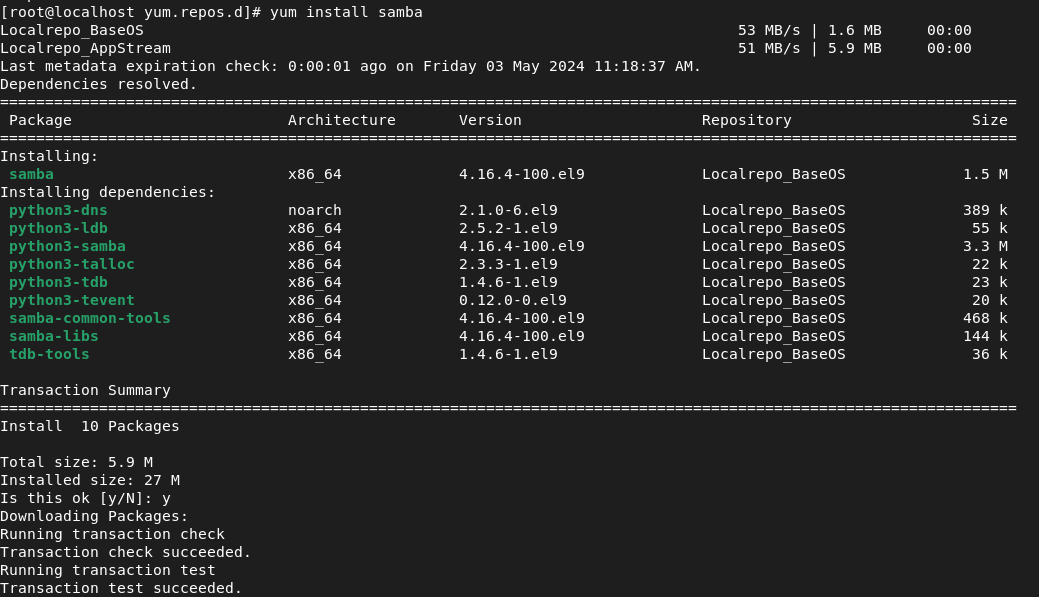 [root@localhost yum.repos.d]# yum install samba
Localrepo_BaseOS 53 MB/s | 1.6 MB 00:00
Localrepo_AppStream 51 MB/s | 5.9 MB 00:00
Last metadata expiration check: 0:00:01 ago on Friday 03 May 2024 11:18:37 AM.
Dependencies resolved.
================================================================================
Package Architecture Version Repository Size
================================================================================
Installing:
samba x86_64 4.16.4-100.el9 Localrepo_BaseOS 1.5 M
Installing dependencies:
python3-dns noarch 2.1.0-6.el9 Localrepo_BaseOS 389 k
python3-ldb x86_64 2.5.2-1.el9 Localrepo_BaseOS 55 k
python3-samba x86_64 4.16.4-100.el9 Localrepo_BaseOS 3.3 M
python3-talloc x86_64 2.3.3-1.el9 Localrepo_BaseOS 22 k
python3-tdb x86_64 1.4.6-1.el9 Localrepo_BaseOS 23 k
python3-tevent x86_64 0.12.0-0.el9 Localrepo_BaseOS 20 k
samba-common-tools x86_64 4.16.4-100.el9 Localrepo_BaseOS 468 k
samba-libs x86_64 4.16.4-100.el9 Localrepo_BaseOS 144 k
tdb-tools x86_64 1.4.6-1.el9 Localrepo_BaseOS 36 k
Transaction Summary
================================================================================
Install 10 Packages
Total size: 5.9 M
Installed size: 27 M
Is this ok [y/N]: y
Downloading Packages:
Running transaction check
Transaction check succeeded.
Running transaction test
Transaction test succeeded.